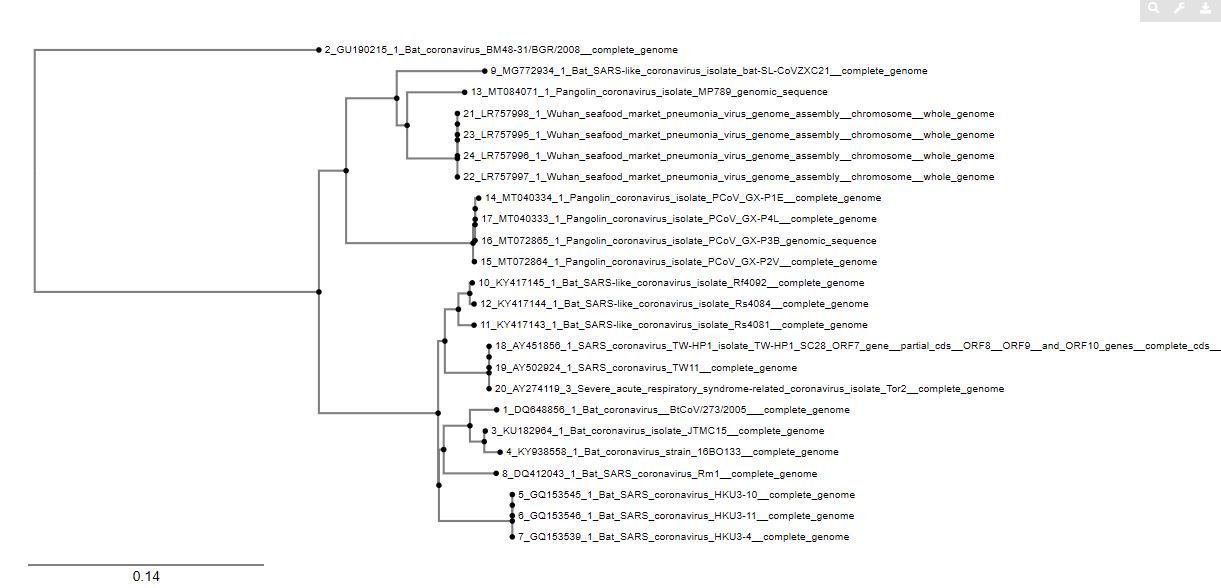 2_GU190215_1_Bat_coronavirus_BM48-31/BGR/2008__complete_genome
9_MG772934_1_Bat_SARS-like_coronavirus_isolate_bat-SL-CoVZXC21__complete_genome
13_MT084071_1_Pangolin_coronavirus_isolate_MP789_genomic_sequence
21_LR757998_1_Wuhan_seafood_market_pneumonia_virus_genome_assembly__chromosome__whole_genome
23_LR757995_1_Wuhan_seafood_market_pneumonia_virus_genome_assembly__chromosome__whole_genome
24_LR757996_1_Wuhan_seafood_market_pneumonia_virus_genome_assembly__chromosome__whole_genome
22_LR757997_1_Wuhan_seafood_market_pneumonia_virus_genome_assembly__chromosome__whole_genome
14_MT040334_1_Pangolin_coronavirus_isolate_PCoV_GX-P1E__complete_genome
17_MT040333_1_Pangolin_coronavirus_isolate_PCoV_GX-P4L__complete_genome
16_MT072865_1_Pangolin_coronavirus_isolate_PCoV_GX-P3B_genomic_sequence
15_MT072864_1_Pangolin_coronavirus_isolate_PCoV_GX-P2V__complete_genome
10_KY417145_1_Bat_SARS-like_coronavirus_isolate_Rf4092__complete_genome
12_KY417144_1_Bat_SARS-like_coronavirus_isolate_Rs4084__complete_genome
11_KY417143_1_Bat_SARS-like_coronavirus_isolate_Rs4081__complete_genome
18_AY451856_1_SARS_coronavirus_TW-HP1_isolate_TW-HP1_SC28_ORF7_gene__partial_cds__ORF8__ORF9__and_ORF10_genes__complete_cds__
19_AY502924_1_SARS_coronavirus_TW11__complete_genome
20_AY274119_3_Severe_acute_respiratory_syndrome-related_coronavirus_isolate_Tor2__complete_genome
1_DQ648856_1_Bat_coronavirus__BtCoV/273/2005___complete_genome
3_KU182964_1_Bat_coronavirus_isolate_JTMC15__complete_genome
4_KY938558_1_Bat_coronavirus_strain_16BO133__complete_genome
8_DQ412043_1_Bat_SARS_coronavirus_Rm1__complete_genome
5_GQ153545_1_Bat_SARS_coronavirus_HKU3-10__complete_genome
6_GQ153546_1_Bat_SARS_coronavirus_HKU3-11__complete_genome
7_GQ153539_1_Bat_SARS_coronavirus_HKU3-4__complete_genome
0.14